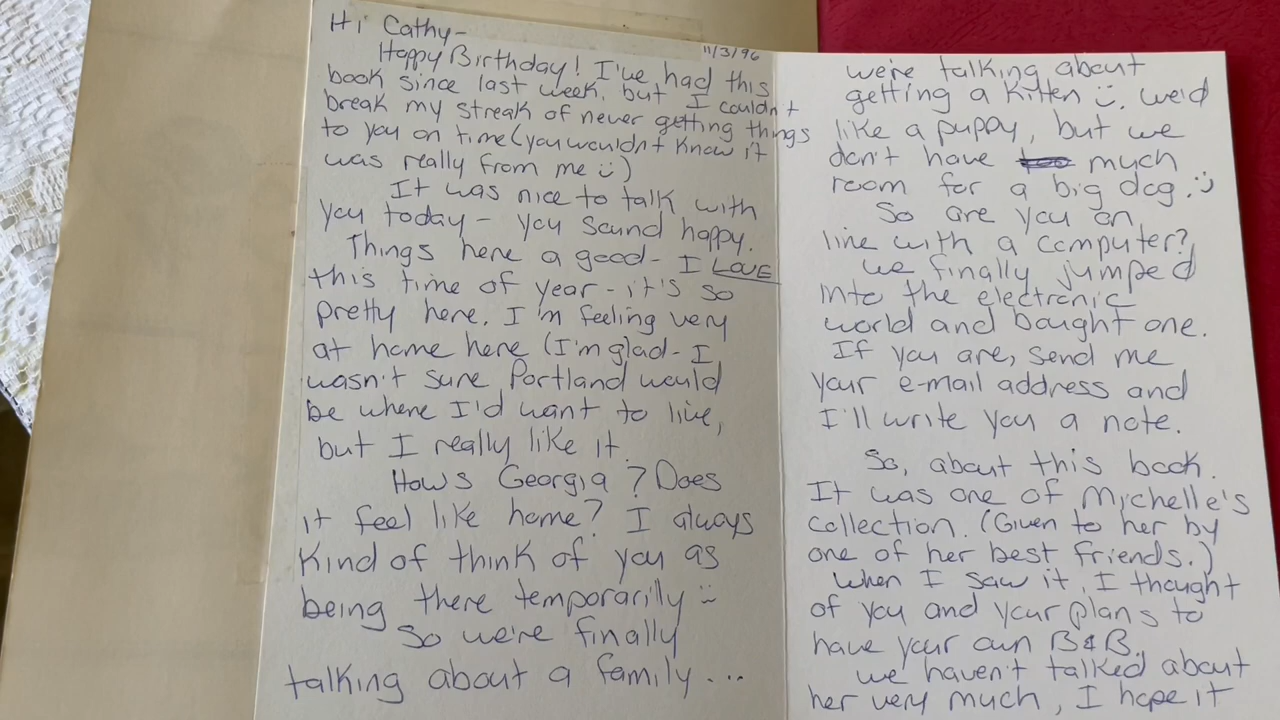 Hi Cathy-
11/3/96
Happy Birthday! I've had this
book since last week, but I couldn't
break my streak of never getting things
to you on time (you wouldn't know it
was really from me ü)
It was nice to talk with
you today - you sound happy.
Things here a good - I LOVE
this time of year - it's so
pretty here. I'm feeling very
at home here (I'm glad - I
wasn't sure Portland would
be where I'd want to live,
but I really like it.
How's Georgia? Does
it feel like home? I always
kind of think of you as
being there temporarily ü
So we're finally
talking about a family...
we're talking about
getting a kitten ü. We'd
like a puppy, but we
don't have much
room for a big dog. ü
So are you on
line with a computer?
We finally jumped
into the electronic
world and bought one.
If you are, send me
your e-mail address and
I'll write you a note.
So, about this book.
It was one of Michelle's
collection. (Given to her by
one of her best friends.)
When I saw it, I thought
of you and your plans to
have your own B&B.
We haven't talked about
her very much, I hope it